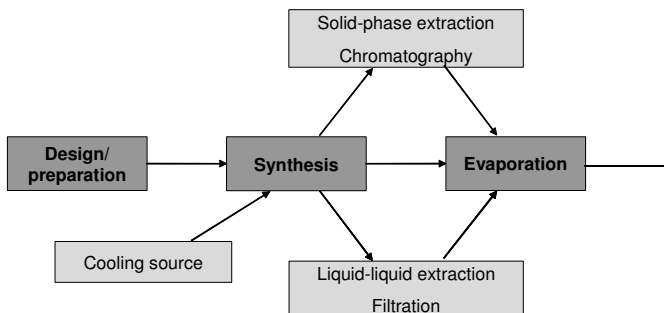 Solid-phase extraction
Chromatography
Design/
preparation
Synthesis
Evaporation
Cooling source
Liquid-liquid extraction
Filtration